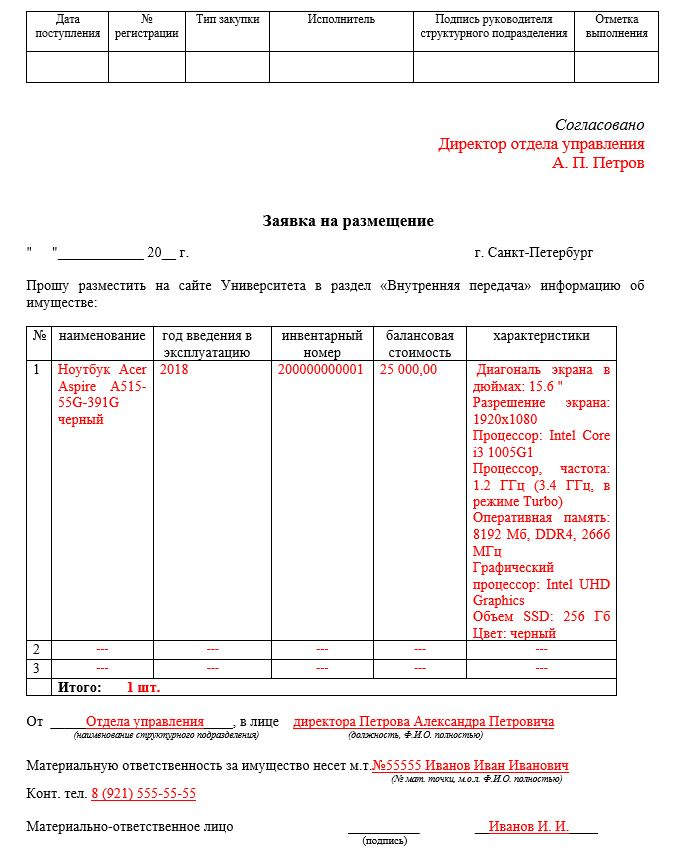 Дата поступления | № регистрации | Тип закупки | Исполнитель | Подпись руководителя структурного подразделения | Отметка выполнения
Согласовано
Директор отдела управления
А. П. Петров
Заявка на размещение
" "____________ 20__ г. г. Санкт-Петербург
Прошу разместить на сайте Университета в раздел «Внутренняя передача» информацию об
имуществе:
№ | наименование | год введения в эксплуатацию | инвентарный номер | балансовая стоимость | характеристики
1 | Ноутбук Acer Aspire A515-55G-391G черный | 2018 | 200000000001 | 25 000,00 | Диагональ экрана в
дюймах: 15.6 "
Разрешение экрана:
1920x1080
Процессор: Intel Core
i3 1005G1
Процессор, частота:
1.2 ГГц (3.4 ГГц, в
режиме Turbo)
Оперативная память:
8192 Мб, DDR4, 2666
МГц
Графический
процессор: Intel UHD
Graphics
Объем SSD: 256 Гб
Цвет: черный
2 | --- | --- | --- | --- | ---
3 | --- | --- | --- | --- | ---
Итого: 1 шт.
От _____Отдела управления____, в лице директора Петрова Александра Петровича
(наименование структурного подразделения) (должность, Ф.И.О. полностью)
Материальную ответственность за имущество несет м.т.№55555 Иванов Иван Иванович
(№ мат. точки, м.о.л. Ф.И.О. полностью)
Конт. тел. 8 (921) 555-55-55
Материально-ответственное лицо __________ __Иванов И. И.____
(подпись)